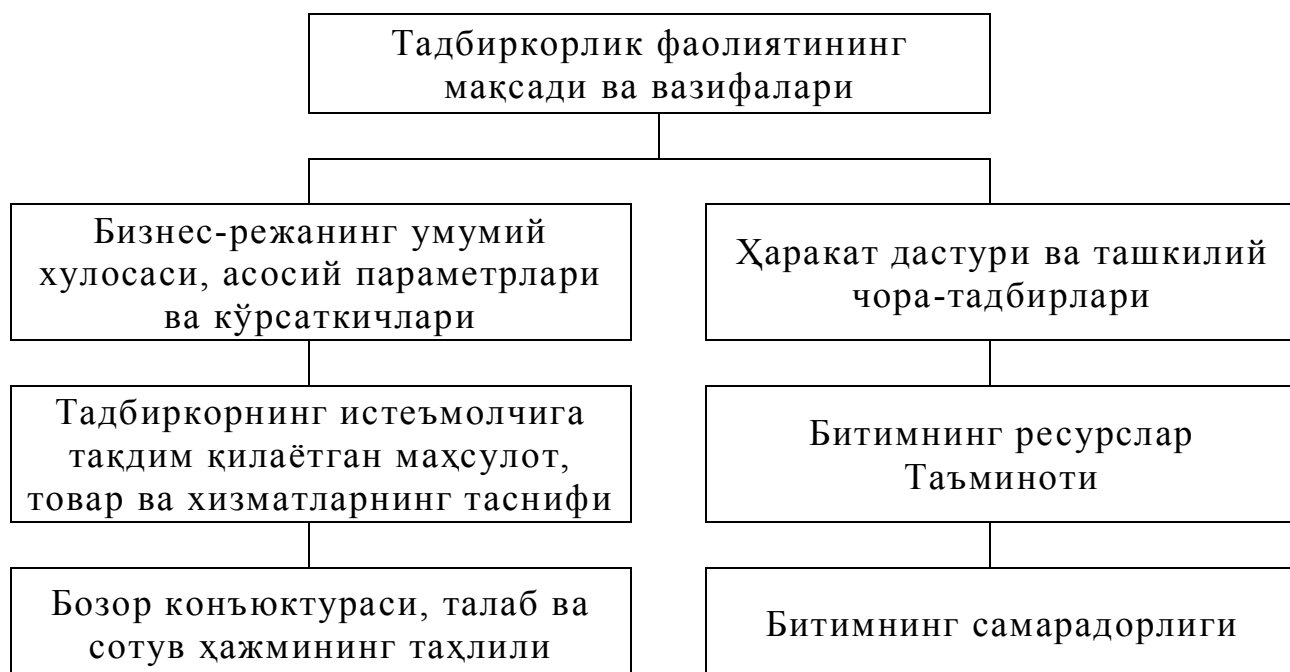 Тадбиркорлик фаолиятининг
мақсади ва вазифалари
Бизнес-режанинг умумий
хулосаси, асосий параметрлари
ва кўрсаткичлари
Тадбиркорнинг истеъмолчига
тақдим қилаётган маҳсулот,
товар ва хизматларнинг таснифи
Бозор конъюктураси, талаб ва
сотув ҳажмининг таҳлили
Ҳаракат дастури ва ташкилий
чора-тадбирлари
Битимнинг ресурслар
Таъминоти
Битимнинг самарадорлиги